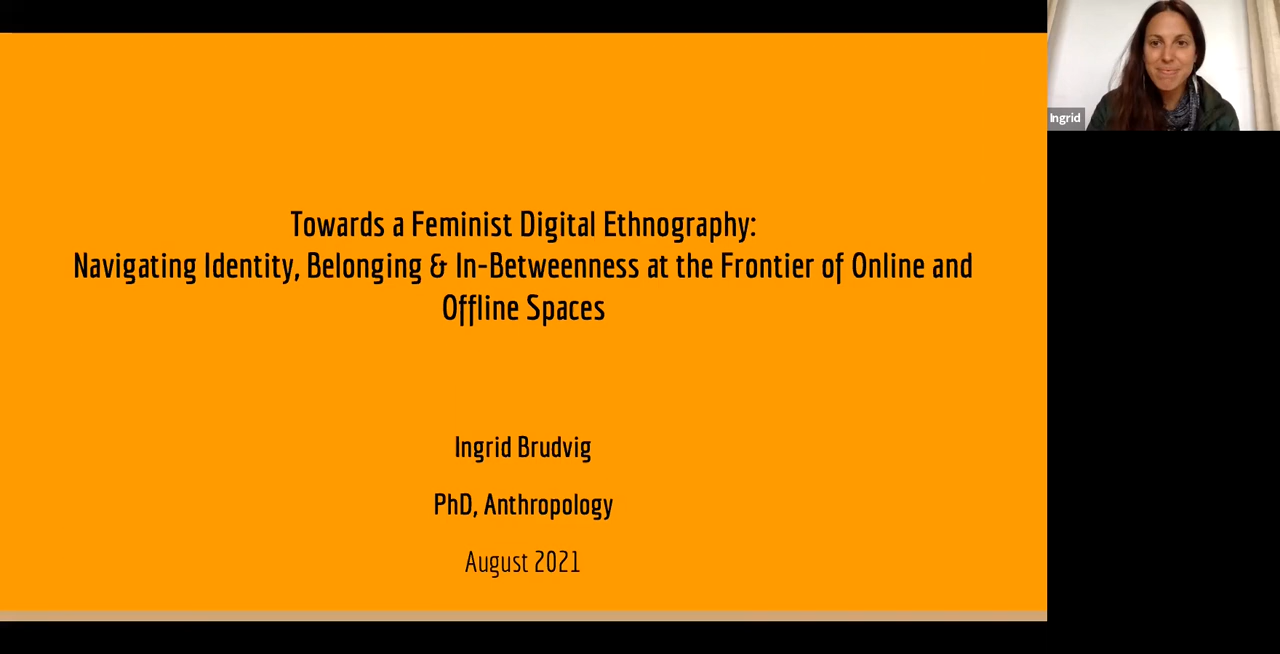 Towards a Feminist Digital Ethnography:
Navigating Identity, Belonging & In-Betweenness at the Frontier of Online and
Offline Spaces
Ingrid Brudvig
PhD, Anthropology
August 2021
Ingrid